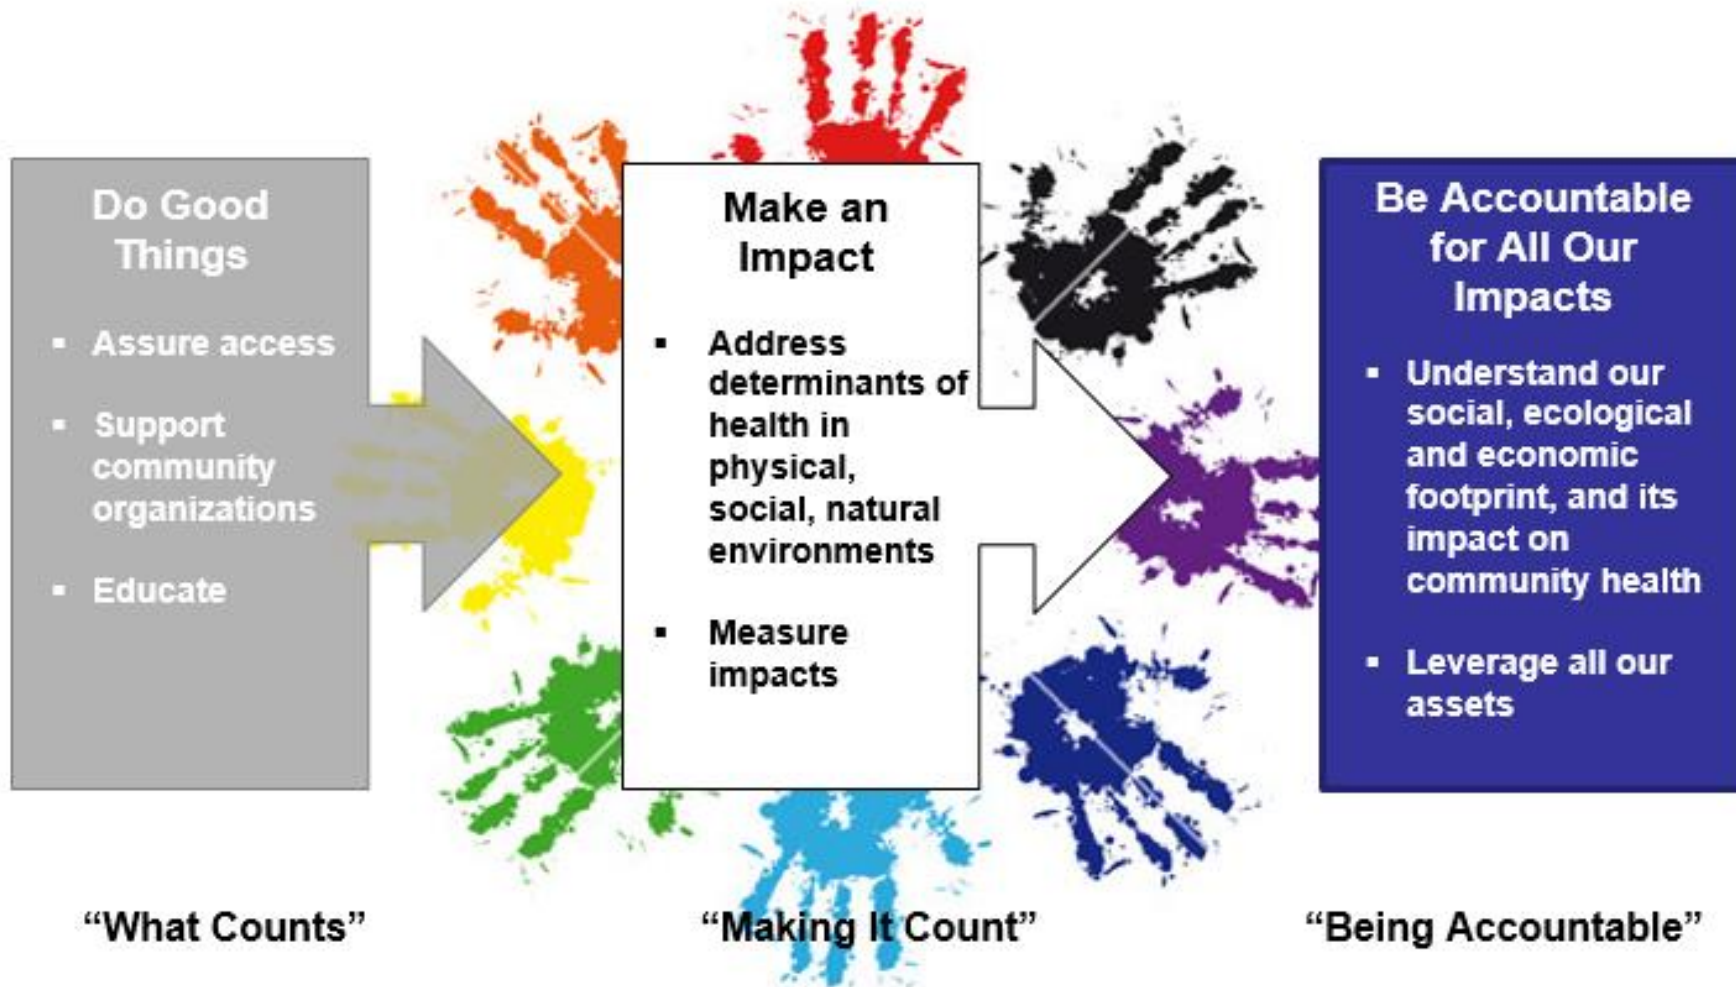 Do Good
Things
▪ Assure access
▪ Support
community
organizations
▪ Educate
Make an
Impact
▪ Address
determinants of
health in
physical,
social, natural
environments
▪ Measure
impacts
Be Accountable
for All Our
Impacts
▪ Understand our
social, ecological
and economic
footprint, and its
impact on
community health
▪ Leverage all our
assets
“What Counts”
“Making It Count”
“Being Accountable”